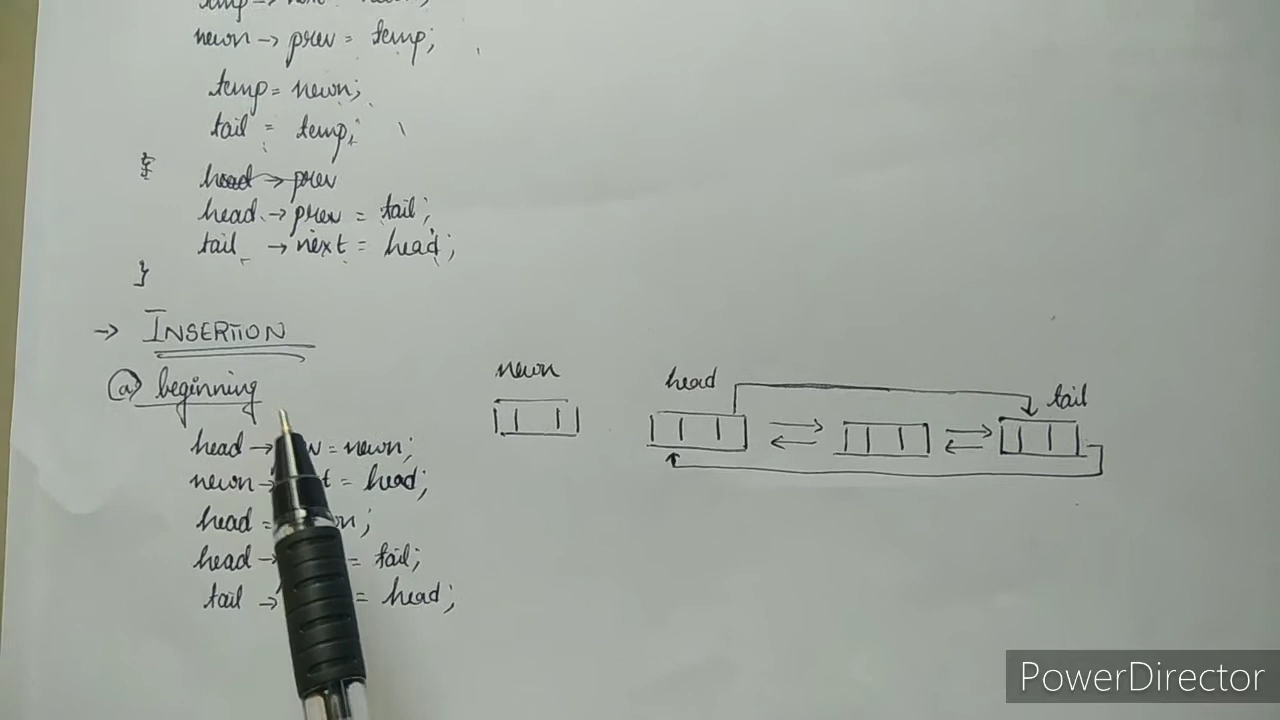 newn → prev = temp;
temp = newn;
tail = temp;
head → prev
head → prev = tail;
tail → next = head;
}
→ INSERTION
(a) beginning
newn
head
tail
head → = newn;
newn → = head;
head =
head → = tail;
tail → = head;
PowerDirector